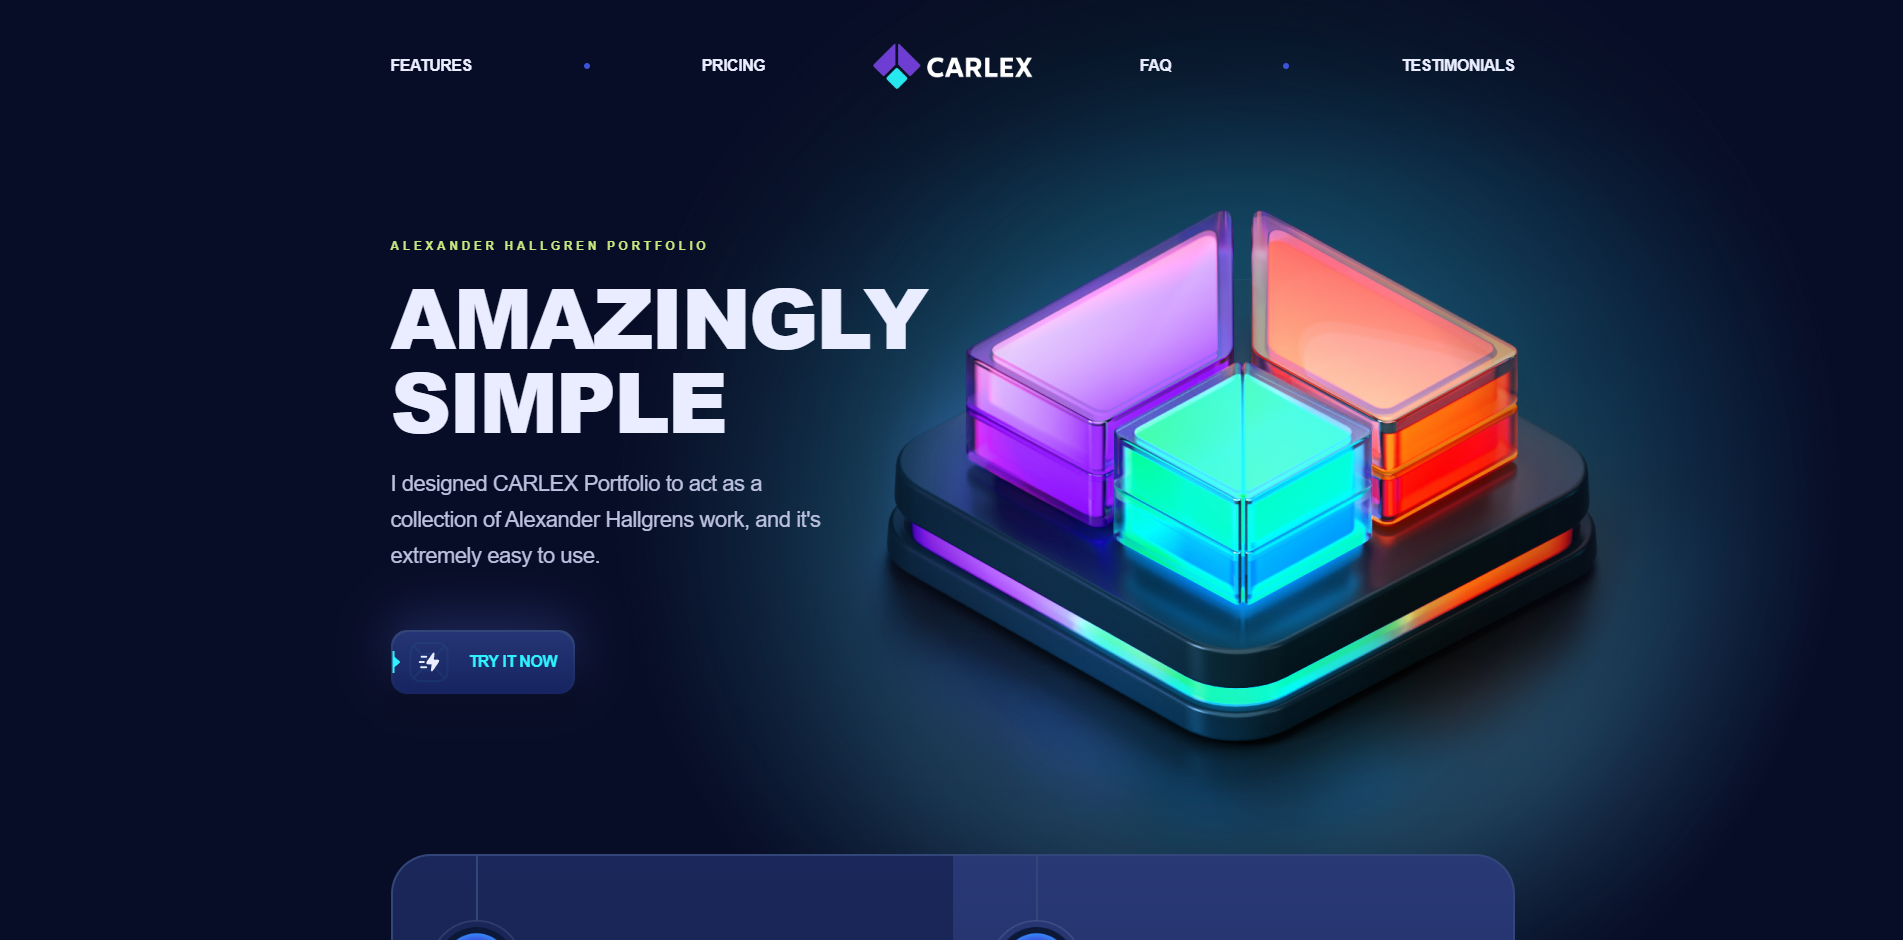 FEATURES
PRICING
CARLEX
FAQ
TESTIMONIALS
ALEXANDER HALLGREN PORTFOLIO
AMAZINGLY
SIMPLE
I designed CARLEX Portfolio to act as a
collection of Alexander Hallgrens work, and it's
extremely easy to use.
TRY IT NOW